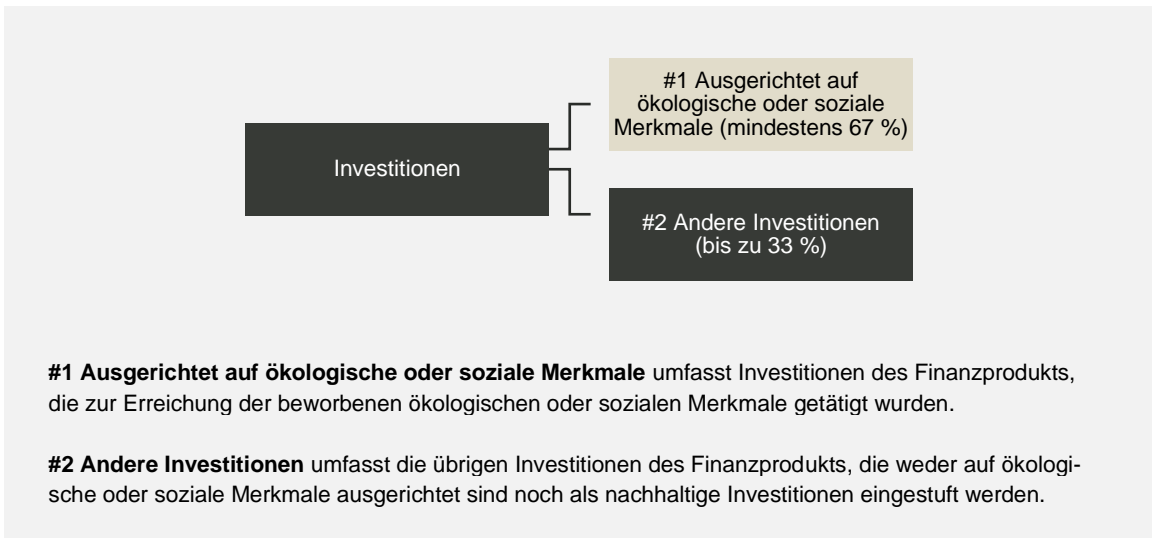 #1 Ausgerichtet auf
ökologische oder soziale
Merkmale (mindestens 67 %)
Investitionen
#2 Andere Investitionen
(bis zu 33 %)
#1 Ausgerichtet auf ökologische oder soziale Merkmale umfasst Investitionen des Finanzprodukts,
die zur Erreichung der beworbenen ökologischen oder sozialen Merkmale getätigt wurden.
#2 Andere Investitionen umfasst die übrigen Investitionen des Finanzprodukts, die weder auf ökologi-
sche oder soziale Merkmale ausgerichtet sind noch als nachhaltige Investitionen eingestuft werden.